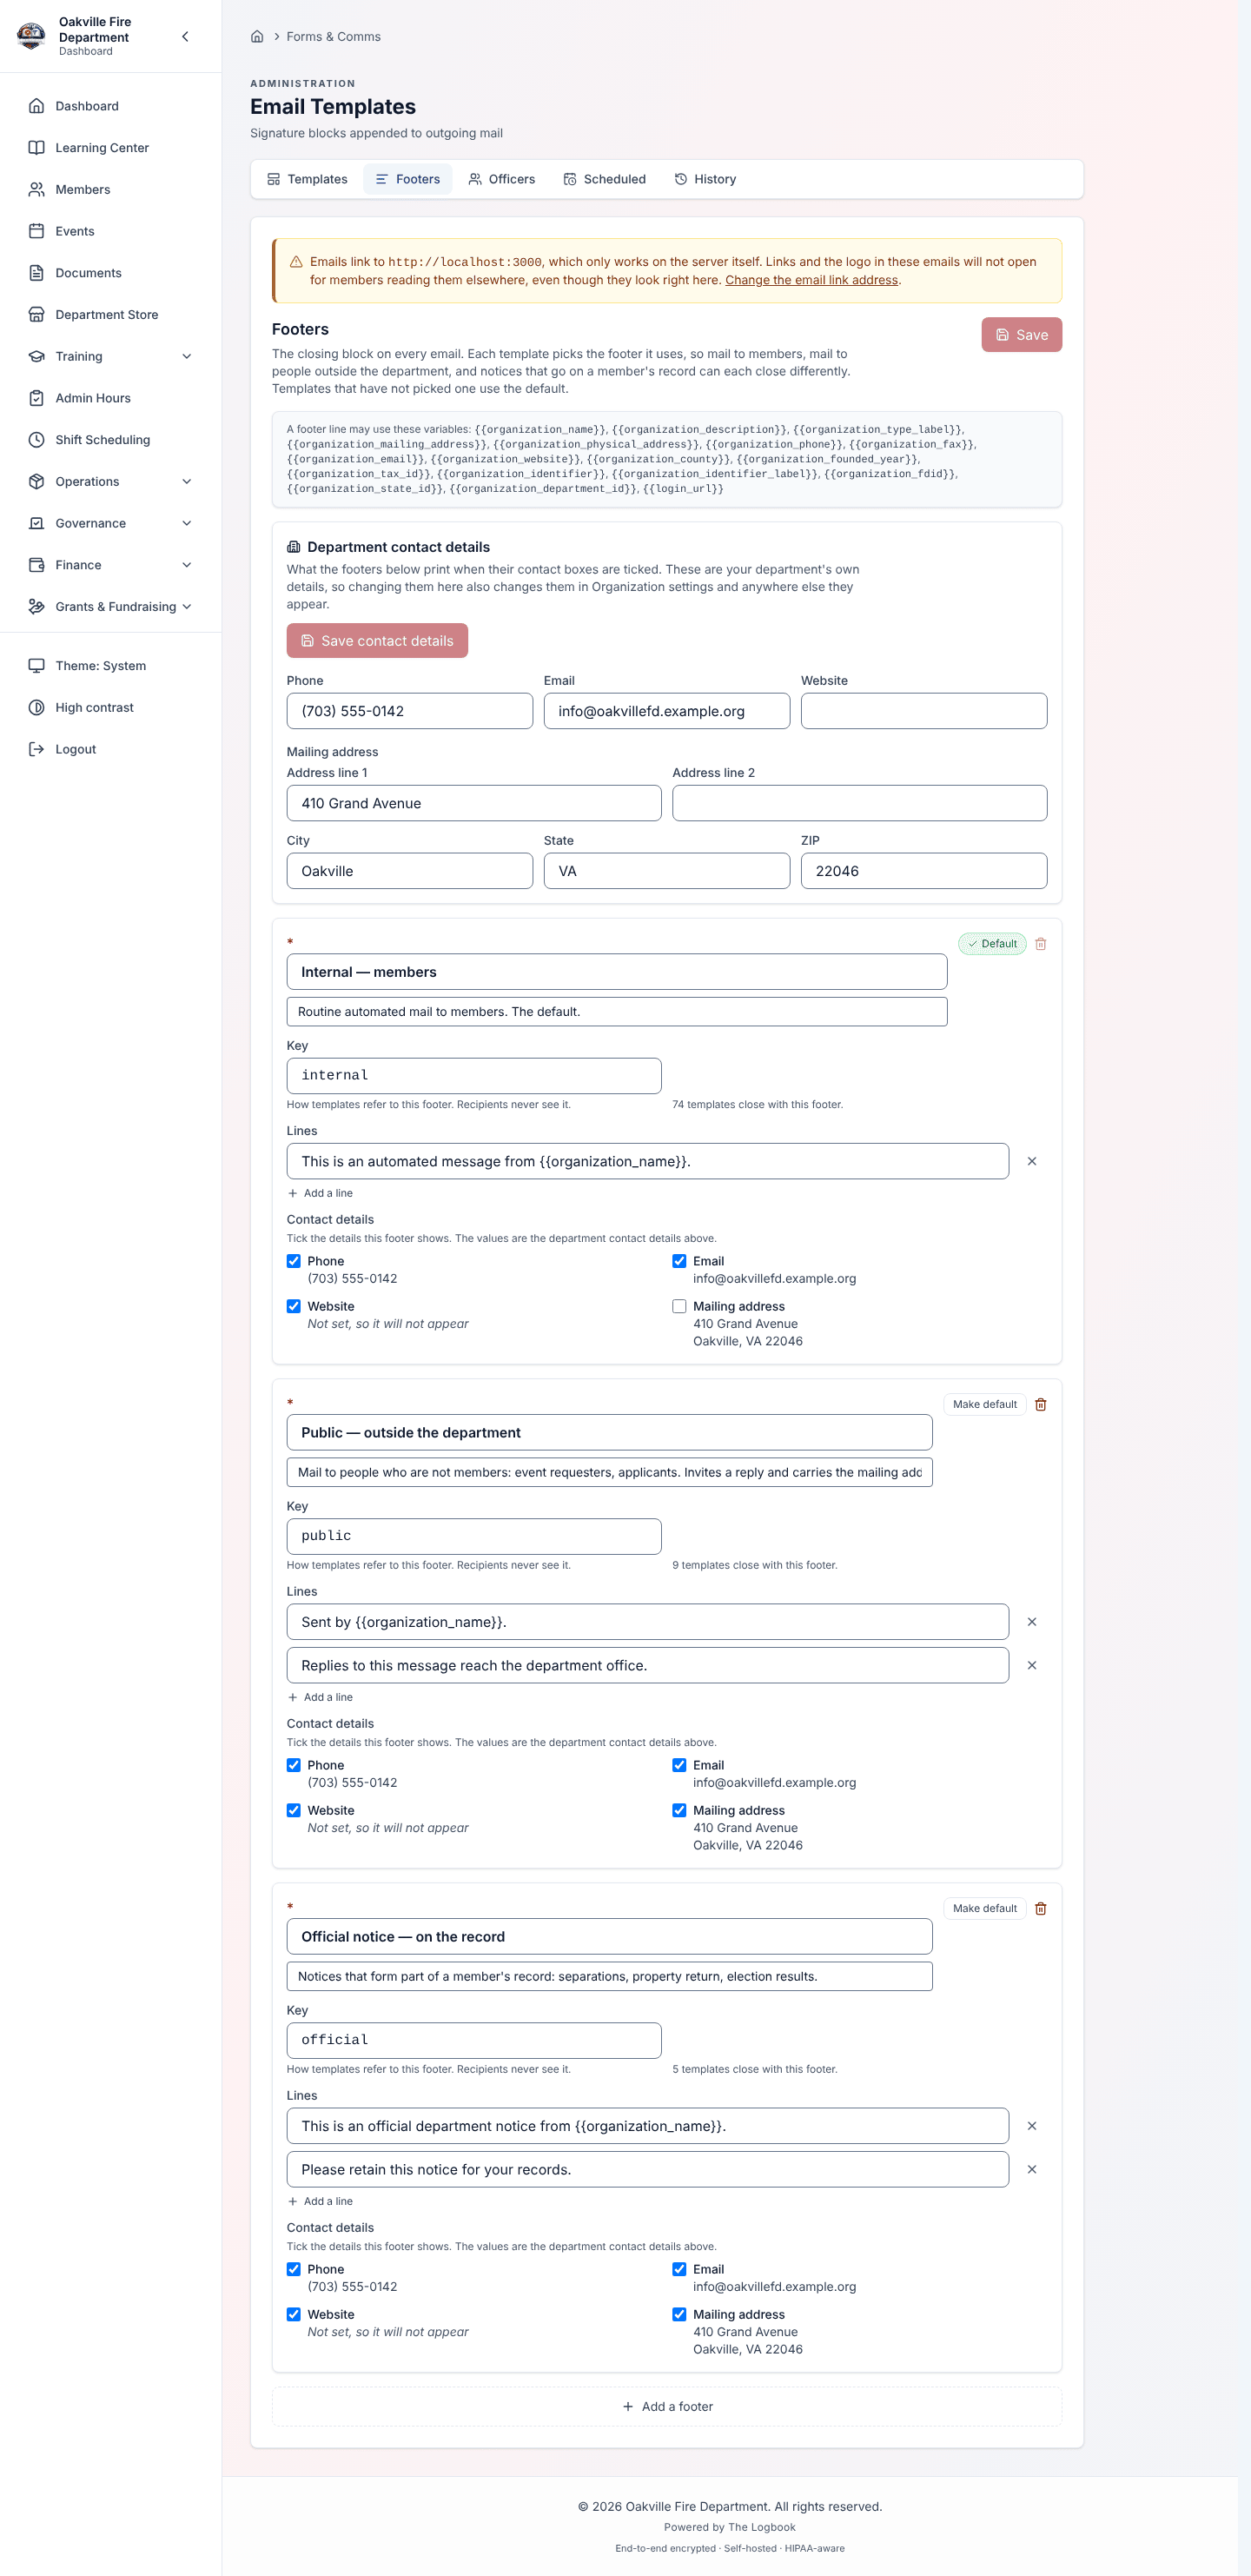 Oakville Fire
Department
Dashboard
Dashboard
Learning Center
Members
Events
Documents
Department Store
Training
Admin Hours
Shift Scheduling
Operations
Governance
Finance
Grants & Fundraising
Theme: System
High contrast
Logout
Forms & Comms
ADMINISTRATION
Email Templates
Signature blocks appended to outgoing mail
Templates
Footers
Officers
Scheduled
History
Emails link to http://localhost:3000, which only works on the server itself. Links and the logo in these emails will not open
for members reading them elsewhere, even though they look right here. Change the email link address.
Footers
Save
The closing block on every email. Each template picks the footer it uses, so mail to members, mail to
people outside the department, and notices that go on a member's record can each close differently.
Templates that have not picked one use the default.
A footer line may use these variables: {{organization_name}}, {{organization_description}}, {{organization_type_label}},
{{organization_mailing_address}}, {{organization_physical_address}}, {{organization_phone}}, {{organization_fax}},
{{organization_email}}, {{organization_website}}, {{organization_county}}, {{organization_founded_year}},
{{organization_tax_id}}, {{organization_identifier}}, {{organization_identifier_label}}, {{organization_fdid}},
{{organization_state_id}}, {{organization_department_id}}, {{login_url}}
Department contact details
What the footers below print when their contact boxes are ticked. These are your department's own
details, so changing them here also changes them in Organization settings and anywhere else they
appear.
Save contact details
Phone
Email
Website
(703) 555-0142
info@oakvillefd.example.org
Mailing address
Address line 1
Address line 2
410 Grand Avenue
City
State
ZIP
Oakville
VA
22046
*
Default
Internal — members
Routine automated mail to members. The default.
Key
internal
How templates refer to this footer. Recipients never see it.
74 templates close with this footer.
Lines
This is an automated message from {{organization_name}}.
Add a line
Contact details
Tick the details this footer shows. The values are the department contact details above.
Phone
(703) 555-0142
Email
info@oakvillefd.example.org
Website
Not set, so it will not appear
Mailing address
410 Grand Avenue
Oakville, VA 22046
*
Make default
Public — outside the department
Mail to people who are not members: event requesters, applicants. Invites a reply and carries the mailing add
Key
public
How templates refer to this footer. Recipients never see it.
9 templates close with this footer.
Lines
Sent by {{organization_name}}.
Replies to this message reach the department office.
Add a line
Contact details
Tick the details this footer shows. The values are the department contact details above.
Phone
(703) 555-0142
Email
info@oakvillefd.example.org
Website
Not set, so it will not appear
Mailing address
410 Grand Avenue
Oakville, VA 22046
*
Make default
Official notice — on the record
Notices that form part of a member's record: separations, property return, election results.
Key
official
How templates refer to this footer. Recipients never see it.
5 templates close with this footer.
Lines
This is an official department notice from {{organization_name}}.
Please retain this notice for your records.
Add a line
Contact details
Tick the details this footer shows. The values are the department contact details above.
Phone
(703) 555-0142
Email
info@oakvillefd.example.org
Website
Not set, so it will not appear
Mailing address
410 Grand Avenue
Oakville, VA 22046
Add a footer
© 2026 Oakville Fire Department. All rights reserved.
Powered by The Logbook
End-to-end encrypted · Self-hosted · HIPAA-aware